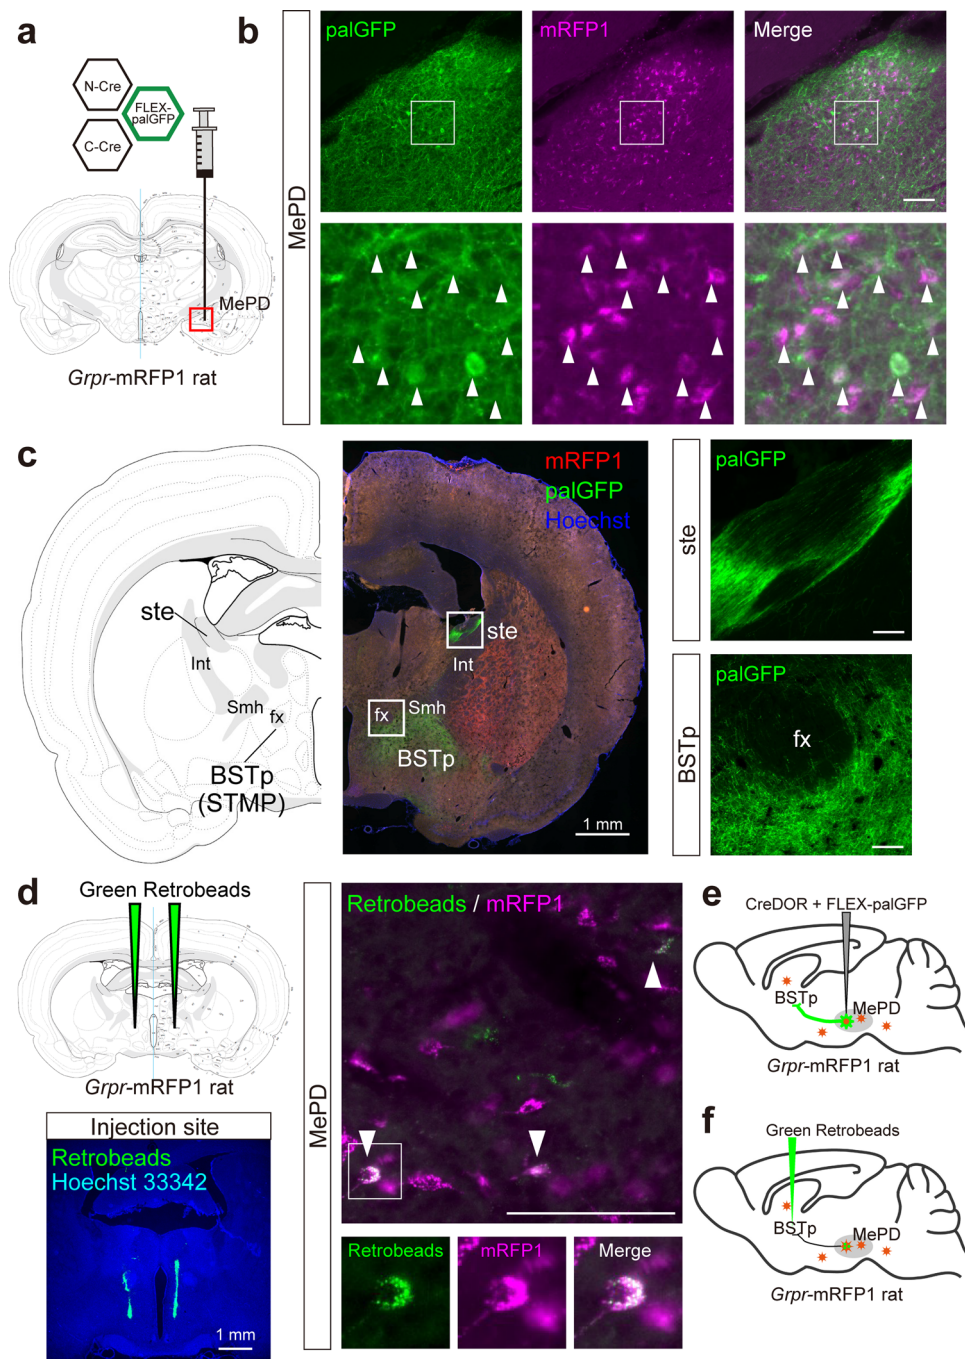 a
N-Cre
C-Cre
FLEX-
palGFP
MePD
Grpr-mRFP1 rat
b
palGFP
mRFP1
Merge
MePD
c
ste
Int
Smh
fx
BSTp
(STMP)
mRFP1
palGFP
Hoechst
ste
Int
fx
Smh
BSTp
1 mm
ste
palGFP
BSTp
palGFP
fx
d
Green Retrobeads
Grpr-mRFP1 rat
Injection site
Retrobeads
Hoechst 33342
1 mm
MePD
Retrobeads / mRFP1
Retrobeads
mRFP1
Merge
e
CreDOR + FLEX-palGFP
BSTp
MePD
Grpr-mRFP1 rat
f
Green Retrobeads
BSTp
MePD
Grpr-mRFP1 rat